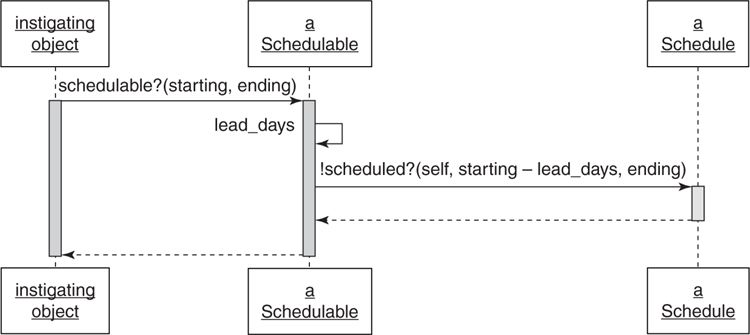 instigating
object
a
Schedulable
a
Schedule
schedulable?(starting, ending)
lead_days
!scheduled?(self, starting – lead_days, ending)
instigating
object
a
Schedulable
a
Schedule